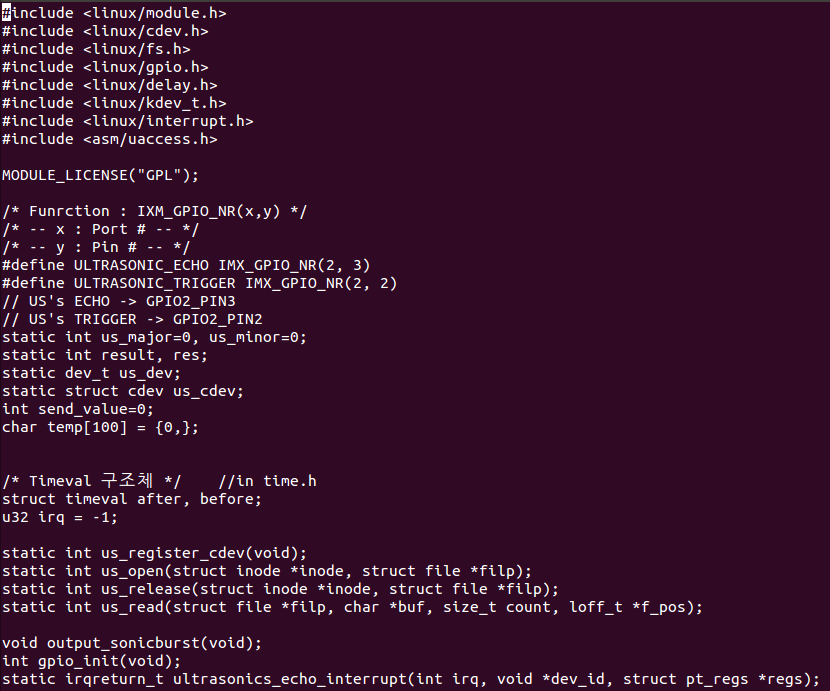 #include <linux/module.h>
#include <linux/cdev.h>
#include <linux/fs.h>
#include <linux/gpio.h>
#include <linux/delay.h>
#include <linux/kdev_t.h>
#include <linux/interrupt.h>
#include <asm/uaccess.h>

MODULE_LICENSE("GPL");

/* Funrction : IXM_GPIO_NR(x,y) */
/* -- x : Port # -- */
/* -- y : Pin # -- */
#define ULTRASONIC_ECHO IMX_GPIO_NR(2, 3)
#define ULTRASONIC_TRIGGER IMX_GPIO_NR(2, 2)
// US's ECHO -> GPIO2_PIN3
// US's TRIGGER -> GPIO2_PIN2
static int us_major=0, us_minor=0;
static int result, res;
static dev_t us_dev;
static struct cdev us_cdev;
int send_value=0;
char temp[100] = {0,};

/* Timeval 구조체 */    //in time.h
struct timeval after, before;
u32 irq = -1;

static int us_register_cdev(void);
static int us_open(struct inode *inode, struct file *filp);
static int us_release(struct inode *inode, struct file *filp);
static int us_read(struct file *filp, char *buf, size_t count, loff_t *f_pos);

void output_sonicburst(void);
int gpio_init(void);
static irqreturn_t ultrasonics_echo_interrupt(int irq, void *dev_id, struct pt_regs *regs);